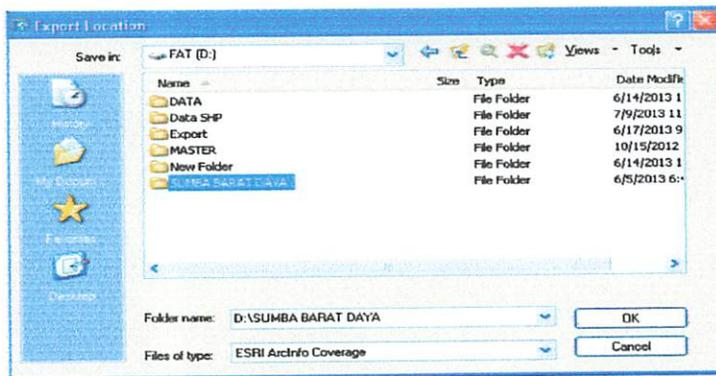 Export Location
Save in: FAT (D:) Views Tools
Name Size Type Date Modifie
DATA File Folder 6/14/2013 1
Data SHP File Folder 7/9/2013 11
Export File Folder 6/17/2013 9
MASTER File Folder 10/15/2012
New Folder File Folder 6/14/2013 1
SUMBA BARAT DAYA File Folder 6/5/2013 6:
History
My Docum...
Favorites
Desktop
Folder name: D:\SUMBA BARAT DAYA OK
Files of type: ESRI ArcInfo Coverage Cancel